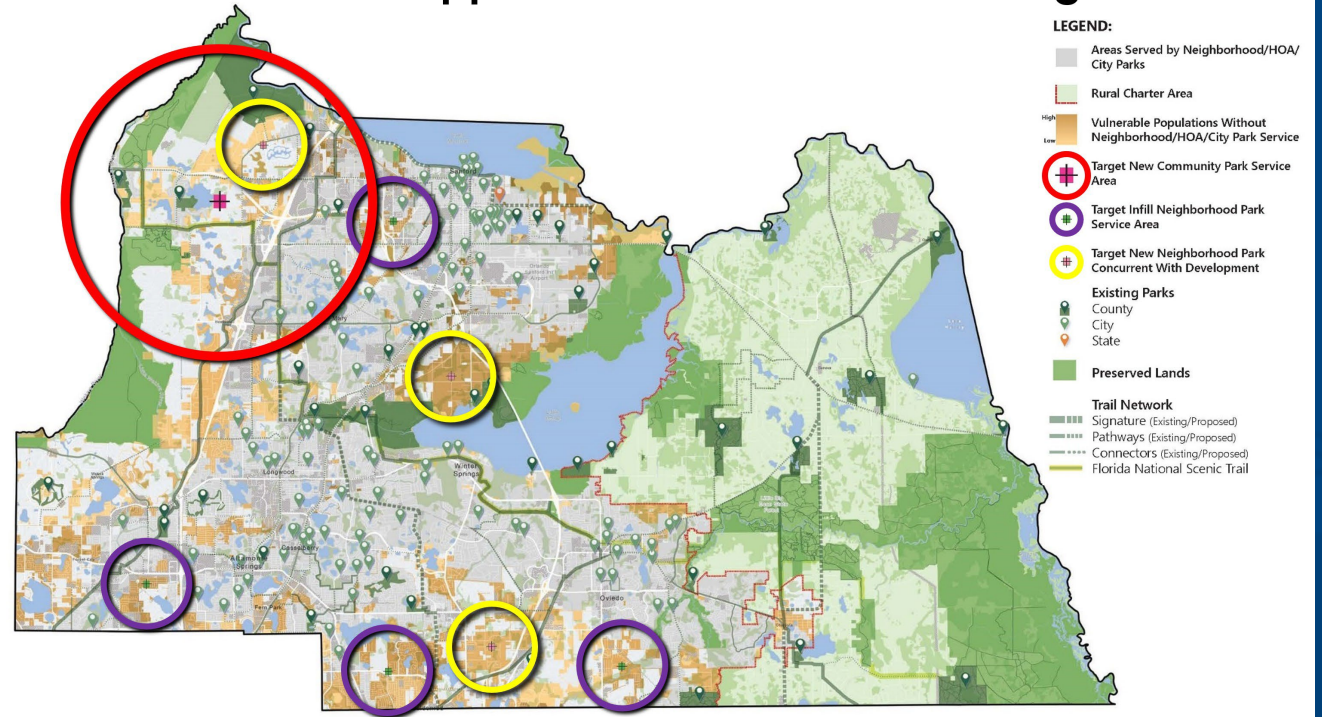 LEGEND:
Areas Served by Neighborhood/HOA/
City Parks
Rural Charter Area
High
Low
Vulnerable Populations Without
Neighborhood/HOA/City Park Service
Target New Community Park Service
Area
Target Infill Neighborhood Park
Service Area
Target New Neighborhood Park
Concurrent With Development
Existing Parks
County
City
State
Preserved Lands
Trail Network
Signature (Existing/Proposed)
Pathways (Existing/Proposed)
Connectors (Existing/Proposed)
Florida National Scenic Trail
Sanford
Longwood
Winter
Springs
Casselberry
Altamonte
Springs
Fern Park
Oviedo